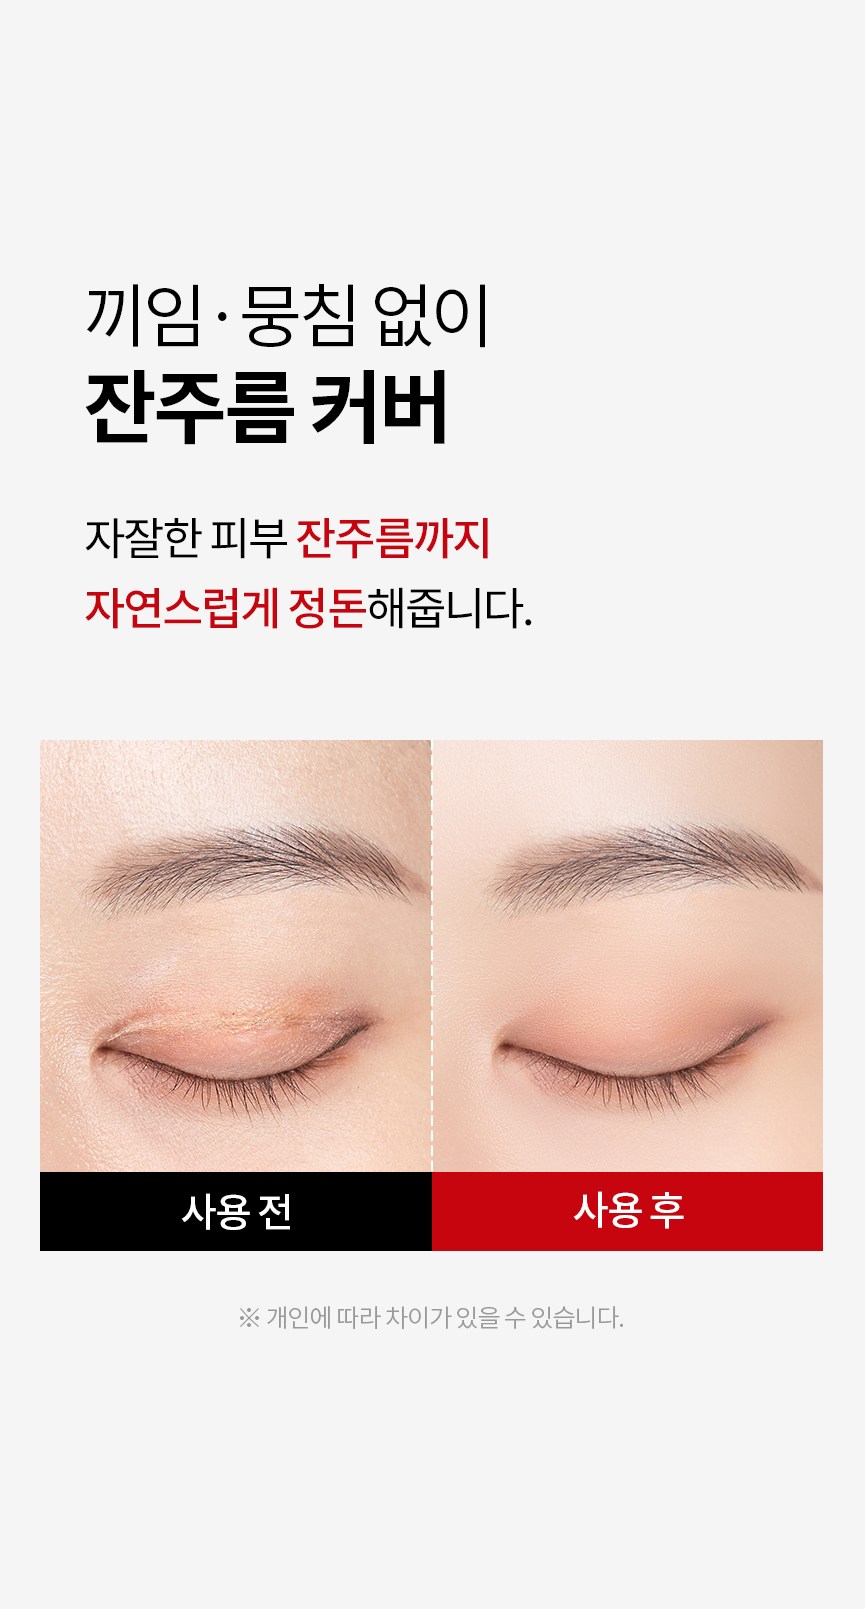 끼임·뭉침 없이
잔주름 커버
자잘한 피부 잔주름까지
자연스럽게 정돈해줍니다.
사용 전
사용 후
※ 개인에 따라 차이가 있을 수 있습니다.